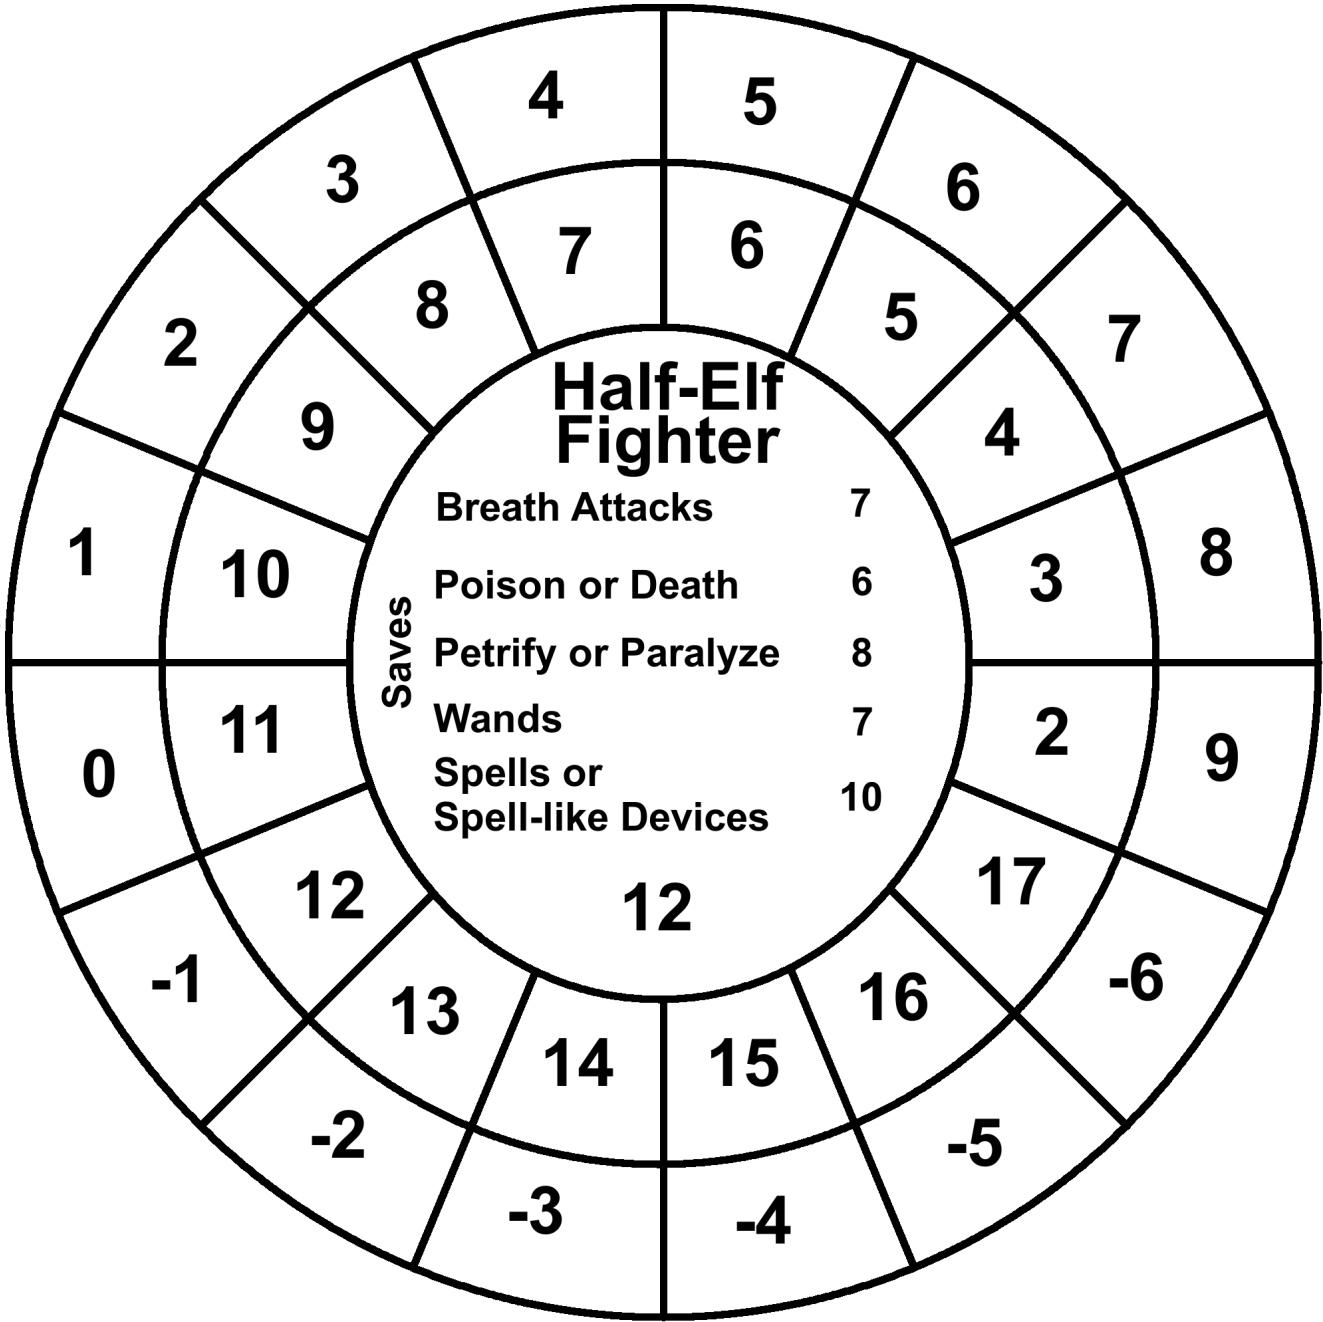 4 5
3 6
7 6
8 5
2 7
9 4
Half-Elf
Fighter
Breath Attacks 7
1 8
10 3
Poison or Death 6
Saves
Petrify or Paralyze 8
Wands 7
11 2
0 9
Spells or
Spell-like Devices 10
12 17
12
-1 -6
13 16
14 15
-2 -5
-3 -4